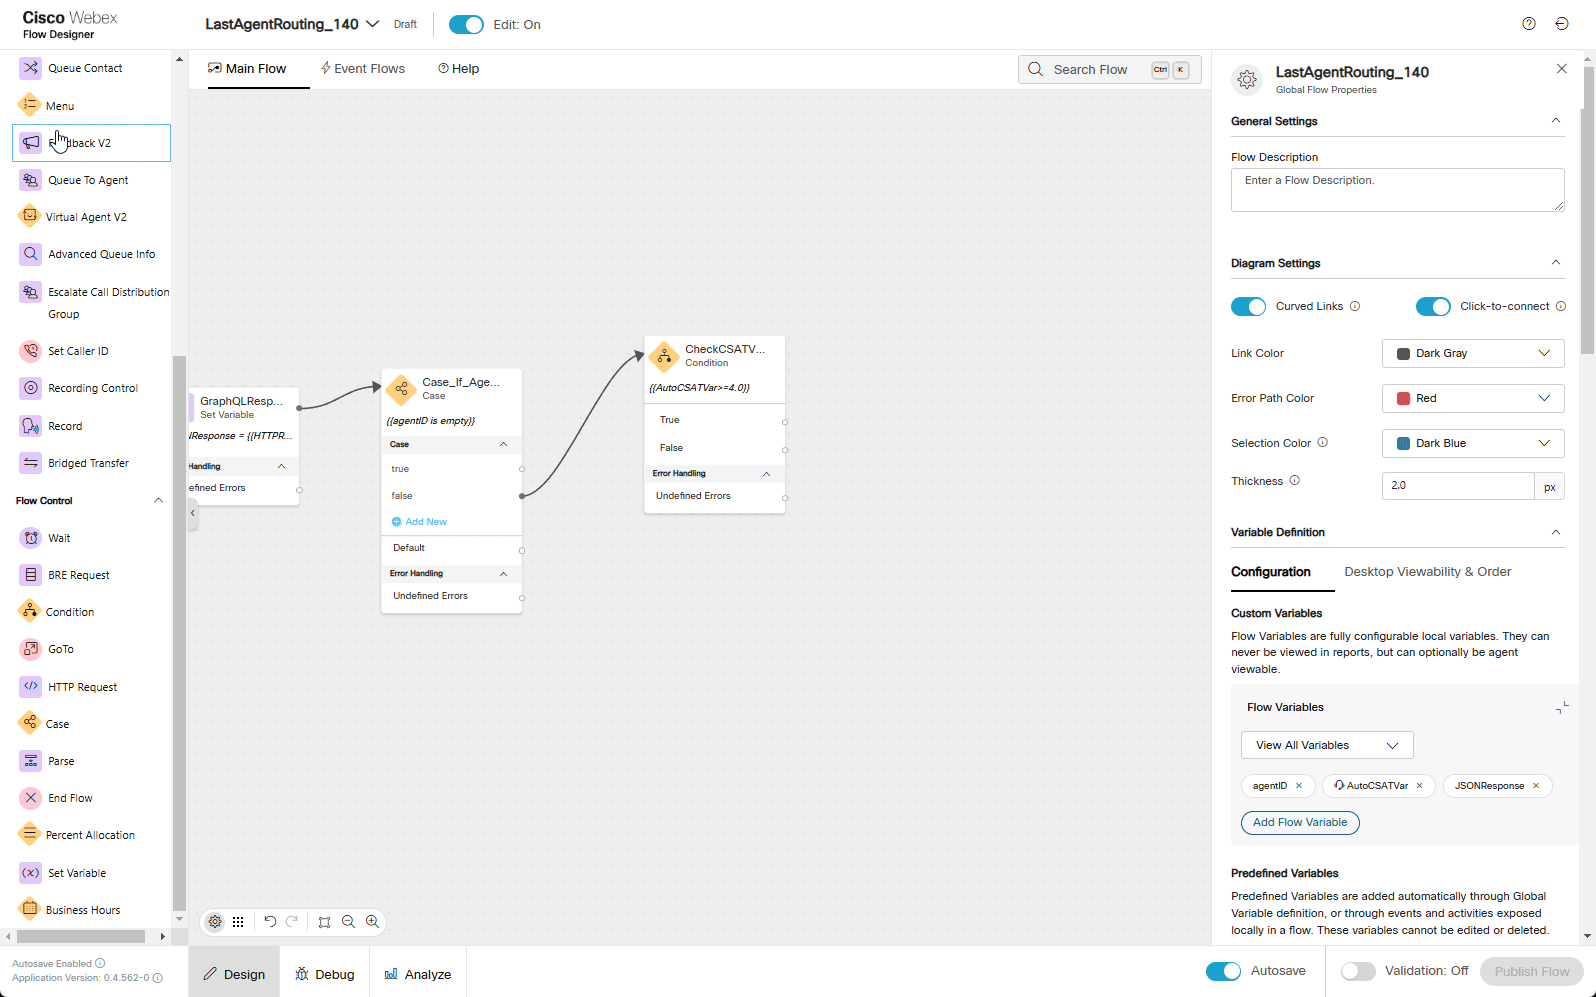 Cisco Webex
Flow Designer
LastAgentRouting_140
Draft
Edit: On
Queue Contact
Menu
dback V2
Queue To Agent
Virtual Agent V2
Advanced Queue Info
Escalate Call Distribution
Group
Set Caller ID
Recording Control
Record
Bridged Transfer
Flow Control
Wait
BRE Request
Condition
GoTo
HTTP Request
Case
Parse
End Flow
Percent Allocation
Set Variable
Business Hours
Autosave Enabled
Application Version: 0.4.562-0
Main Flow
Event Flows
Help
Search Flow
Ctrl
K
GraphQLResp...
Set Variable
NResponse = {{HTTPR...
Handling
efined Errors
Case_If_Age...
Case
{{agentID is empty}}
Case
true
false
Add New
Default
Error Handling
Undefined Errors
CheckCSATV...
Condition
{{AutoCSATVar>=4.0}}
True
False
Error Handling
Undefined Errors
Design
Debug
Analyze
LastAgentRouting_140
Global Flow Properties
General Settings
Flow Description
Enter a Flow Description.
Diagram Settings
Curved Links
Click-to-connect
Link Color
Dark Gray
Error Path Color
Red
Selection Color
Dark Blue
Thickness
2.0
px
Variable Definition
Configuration
Desktop Viewability & Order
Custom Variables
Flow Variables are fully configurable local variables. They can
never be viewed in reports, but can optionally be agent
viewable.
Flow Variables
View All Variables
agentID
AutoCSATVar
JSONResponse
Add Flow Variable
Predefined Variables
Predefined Variables are added automatically through Global
Variable definition, or through events and activities exposed
locally in a flow. These variables cannot be edited or deleted.
Autosave
Validation: Off
Publish Flow